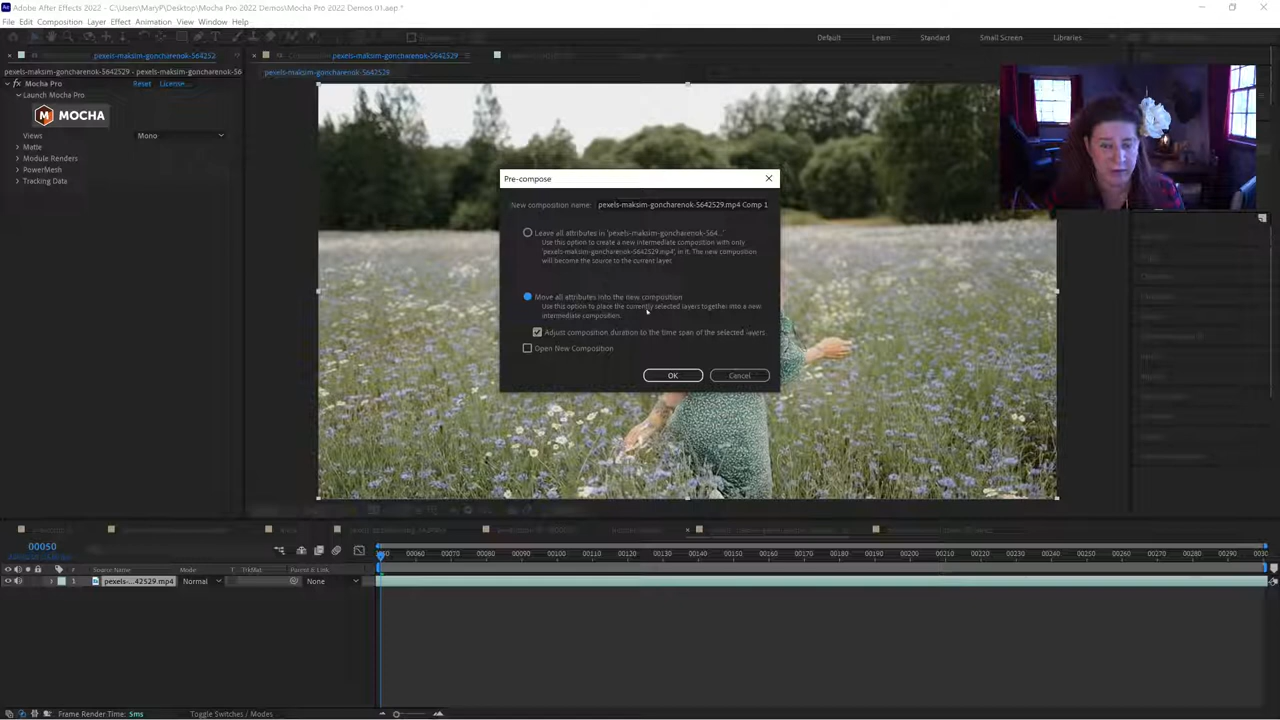 Adobe After Effects 2022 - C:\Users\MaryP\Desktop\Mocha Pro 2022 Demos\Mocha Pro 2022 Demos 01.aep *
File Edit Composition Layer Effect Animation View Window Help
Default Learn Standard Small Screen Libraries
pexels-maksim-goncharenok-564252
pexels-maksim-goncharenok-5642529
pexels-maksim-goncharenok-5642529 - pexels-maksim-goncharenok-56
pexels-maksim-goncharenok-5642529
fx Mocha Pro Reset License...
Launch Mocha Pro
M MOCHA
Views Mono
Matte
Module Renders
PowerMesh
Tracking Data
Pre-compose
New composition name: pexels-maksim-goncharenok-5642529.mp4 Comp 1
Leave all attributes in 'pexels-maksim-goncharenok-564...'
Use this option to create a new intermediate composition with only
'pexels-maksim-goncharenok-5642529.mp4', in it. The new composition
will become the source to the current layer.
Move all attributes into the new composition
Use this option to place the currently selected layers together into a new
intermediate composition.
Adjust composition duration to the time span of the selected layers.
Open New Composition
OK Cancel
00050
00060 00070 00080 00090 00100 00110 00120 00130 00140 00150 00160 00170 00180 00190 00200 00210 00220 00230 00240 00250 00260 00270 00280 00290
# Source Name Mode T TrkMat Parent & Link
1 pexels-...42529.mp4 Normal None
Frame Render Time: 5ms Toggle Switches / Modes